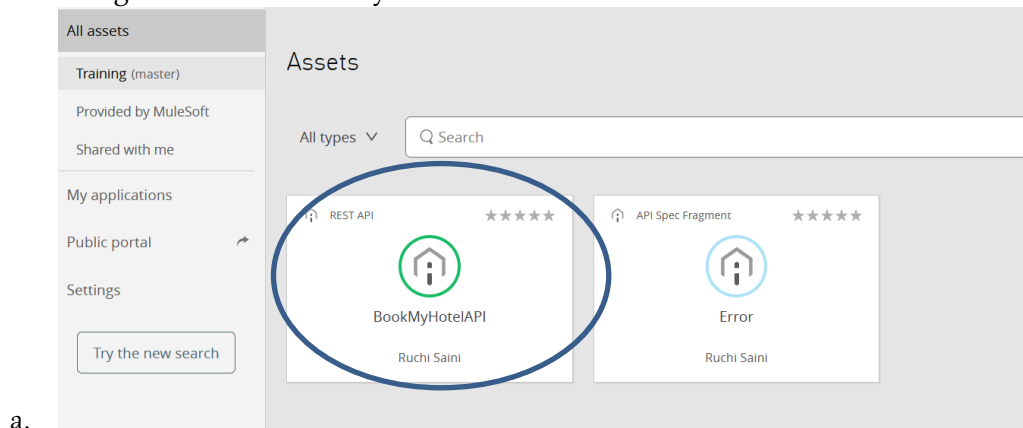 All assets
Training (master)
Provided by MuleSoft
Shared with me
My applications
Public portal
Settings
Try the new search
Assets
All types
Search
REST API
BookMyHotelAPI
Ruchi Saini
API Spec Fragment
Error
Ruchi Saini
a.